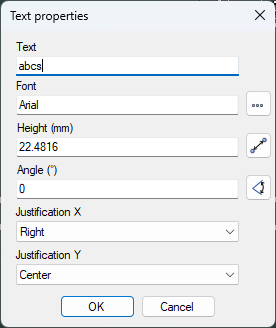 Text properties
Text
abcs
Font
Arial
Height (mm)
22.4816
Angle (°)
0
Justification X
Right
Justification Y
Center
OK Cancel